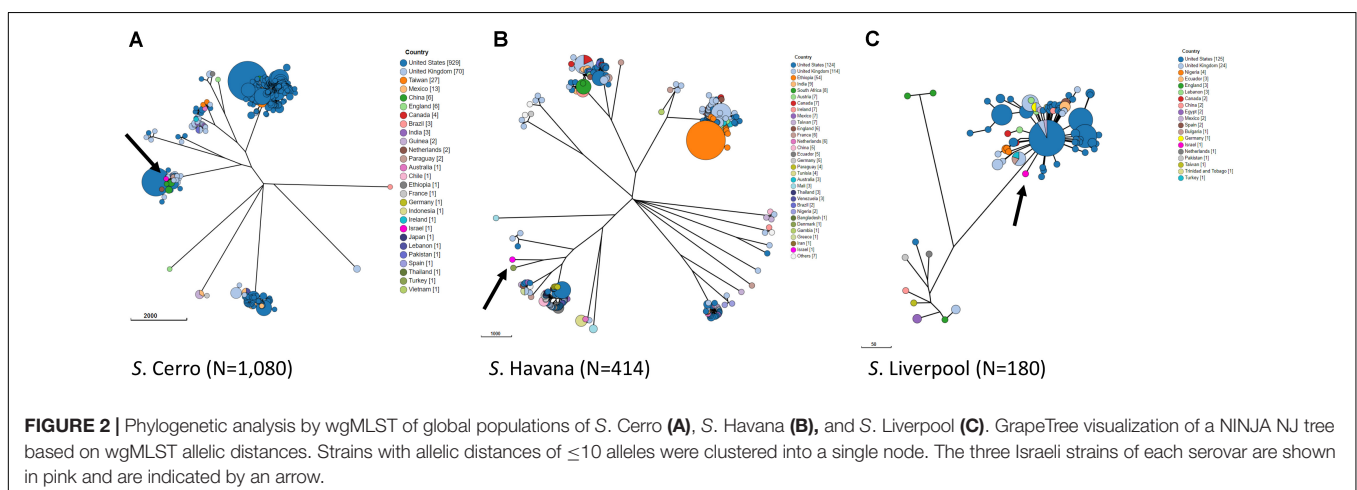 A
Country
United States [929]
United Kingdom [70]
Taiwan [27]
Mexico [13]
China [6]
England [6]
Canada [4]
Brazil [3]
India [3]
Guinea [2]
Netherlands [2]
Paraguay [2]
Australia [1]
Chile [1]
Ethiopia [1]
France [1]
Germany [1]
Indonesia [1]
Ireland [1]
Israel [1]
Japan [1]
Lebanon [1]
Pakistan [1]
Spain [1]
Thailand [1]
Turkey [1]
Vietnam [1]
2000
S. Cerro (N=1,080)
B
Country
United States [124]
United Kingdom [114]
Ethiopia [54]
India [9]
South Africa [8]
Austria [7]
Canada [7]
Ireland [7]
Mexico [7]
Taiwan [7]
England [6]
France [6]
Netherlands [6]
China [5]
Ecuador [5]
Germany [5]
Paraguay [4]
Tunisia [4]
Australia [3]
Mali [3]
Thailand [3]
Venezuela [3]
Brazil [2]
Nigeria [2]
Bangladesh [1]
Denmark [1]
Gambia [1]
Greece [1]
Iran [1]
Israel [1]
Others [7]
1000
S. Havana (N=414)
C
Country
United States [125]
United Kingdom [24]
Nigeria [4]
Ecuador [3]
England [3]
Lebanon [3]
Canada [2]
China [2]
Egypt [2]
Mexico [2]
Spain [2]
Bulgaria [1]
Germany [1]
Israel [1]
Netherlands [1]
Pakistan [1]
Taiwan [1]
Trinidad and Tobago [1]
Turkey [1]
50
S. Liverpool (N=180)
FIGURE 2 | Phylogenetic analysis by wgMLST of global populations of S. Cerro (A), S. Havana (B), and S. Liverpool (C). GrapeTree visualization of a NINJA NJ tree
based on wgMLST allelic distances. Strains with allelic distances of ≤10 alleles were clustered into a single node. The three Israeli strains of each serovar are shown
in pink and are indicated by an arrow.